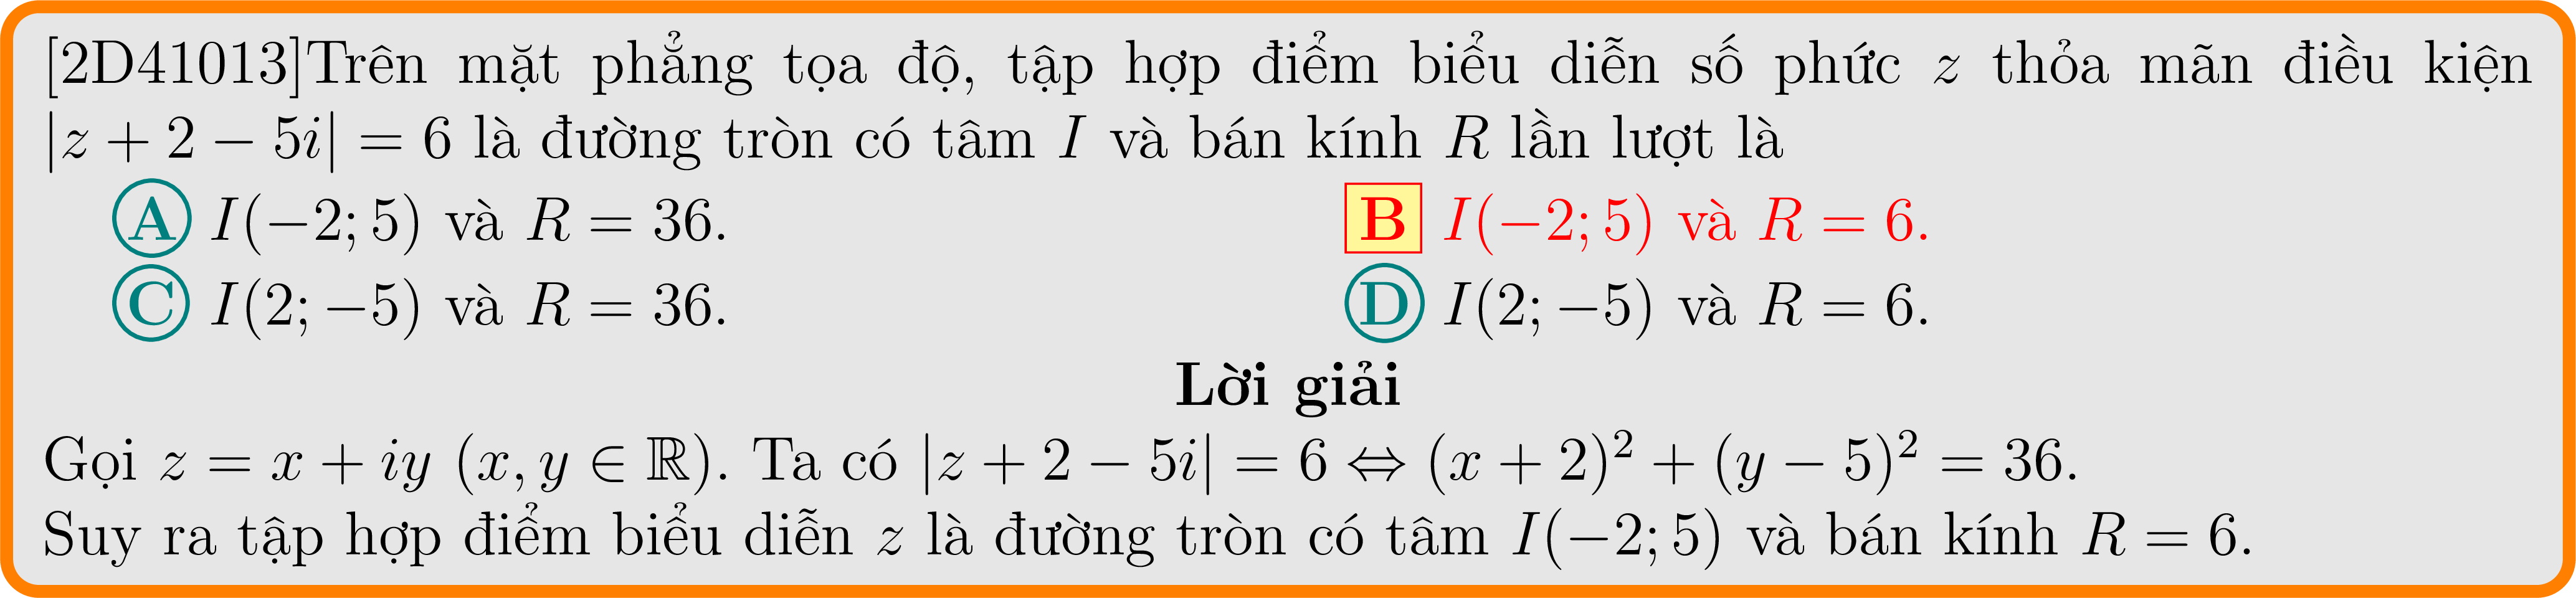 [2D41013]Trên mặt phẳng tọa độ, tập hợp điểm biểu diễn số phức z thỏa mãn điều kiện
|z + 2 − 5i| = 6 là đường tròn có tâm I và bán kính R lần lượt là
A I(−2; 5) và R = 36. B I(−2; 5) và R = 6.
C I(2; −5) và R = 36. D I(2; −5) và R = 6.
Lời giải
Gọi z = x + iy (x, y ∈ ℝ). Ta có |z + 2 − 5i| = 6 ⇔ (x + 2)² + (y − 5)² = 36.
Suy ra tập hợp điểm biểu diễn z là đường tròn có tâm I(−2; 5) và bán kính R = 6.